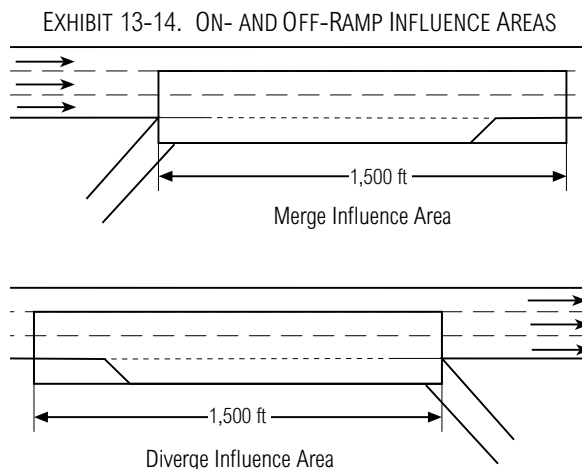 EXHIBIT 13-14. ON- AND OFF-RAMP INFLUENCE AREAS
1,500 ft
Merge Influence Area
1,500 ft
Diverge Influence Area